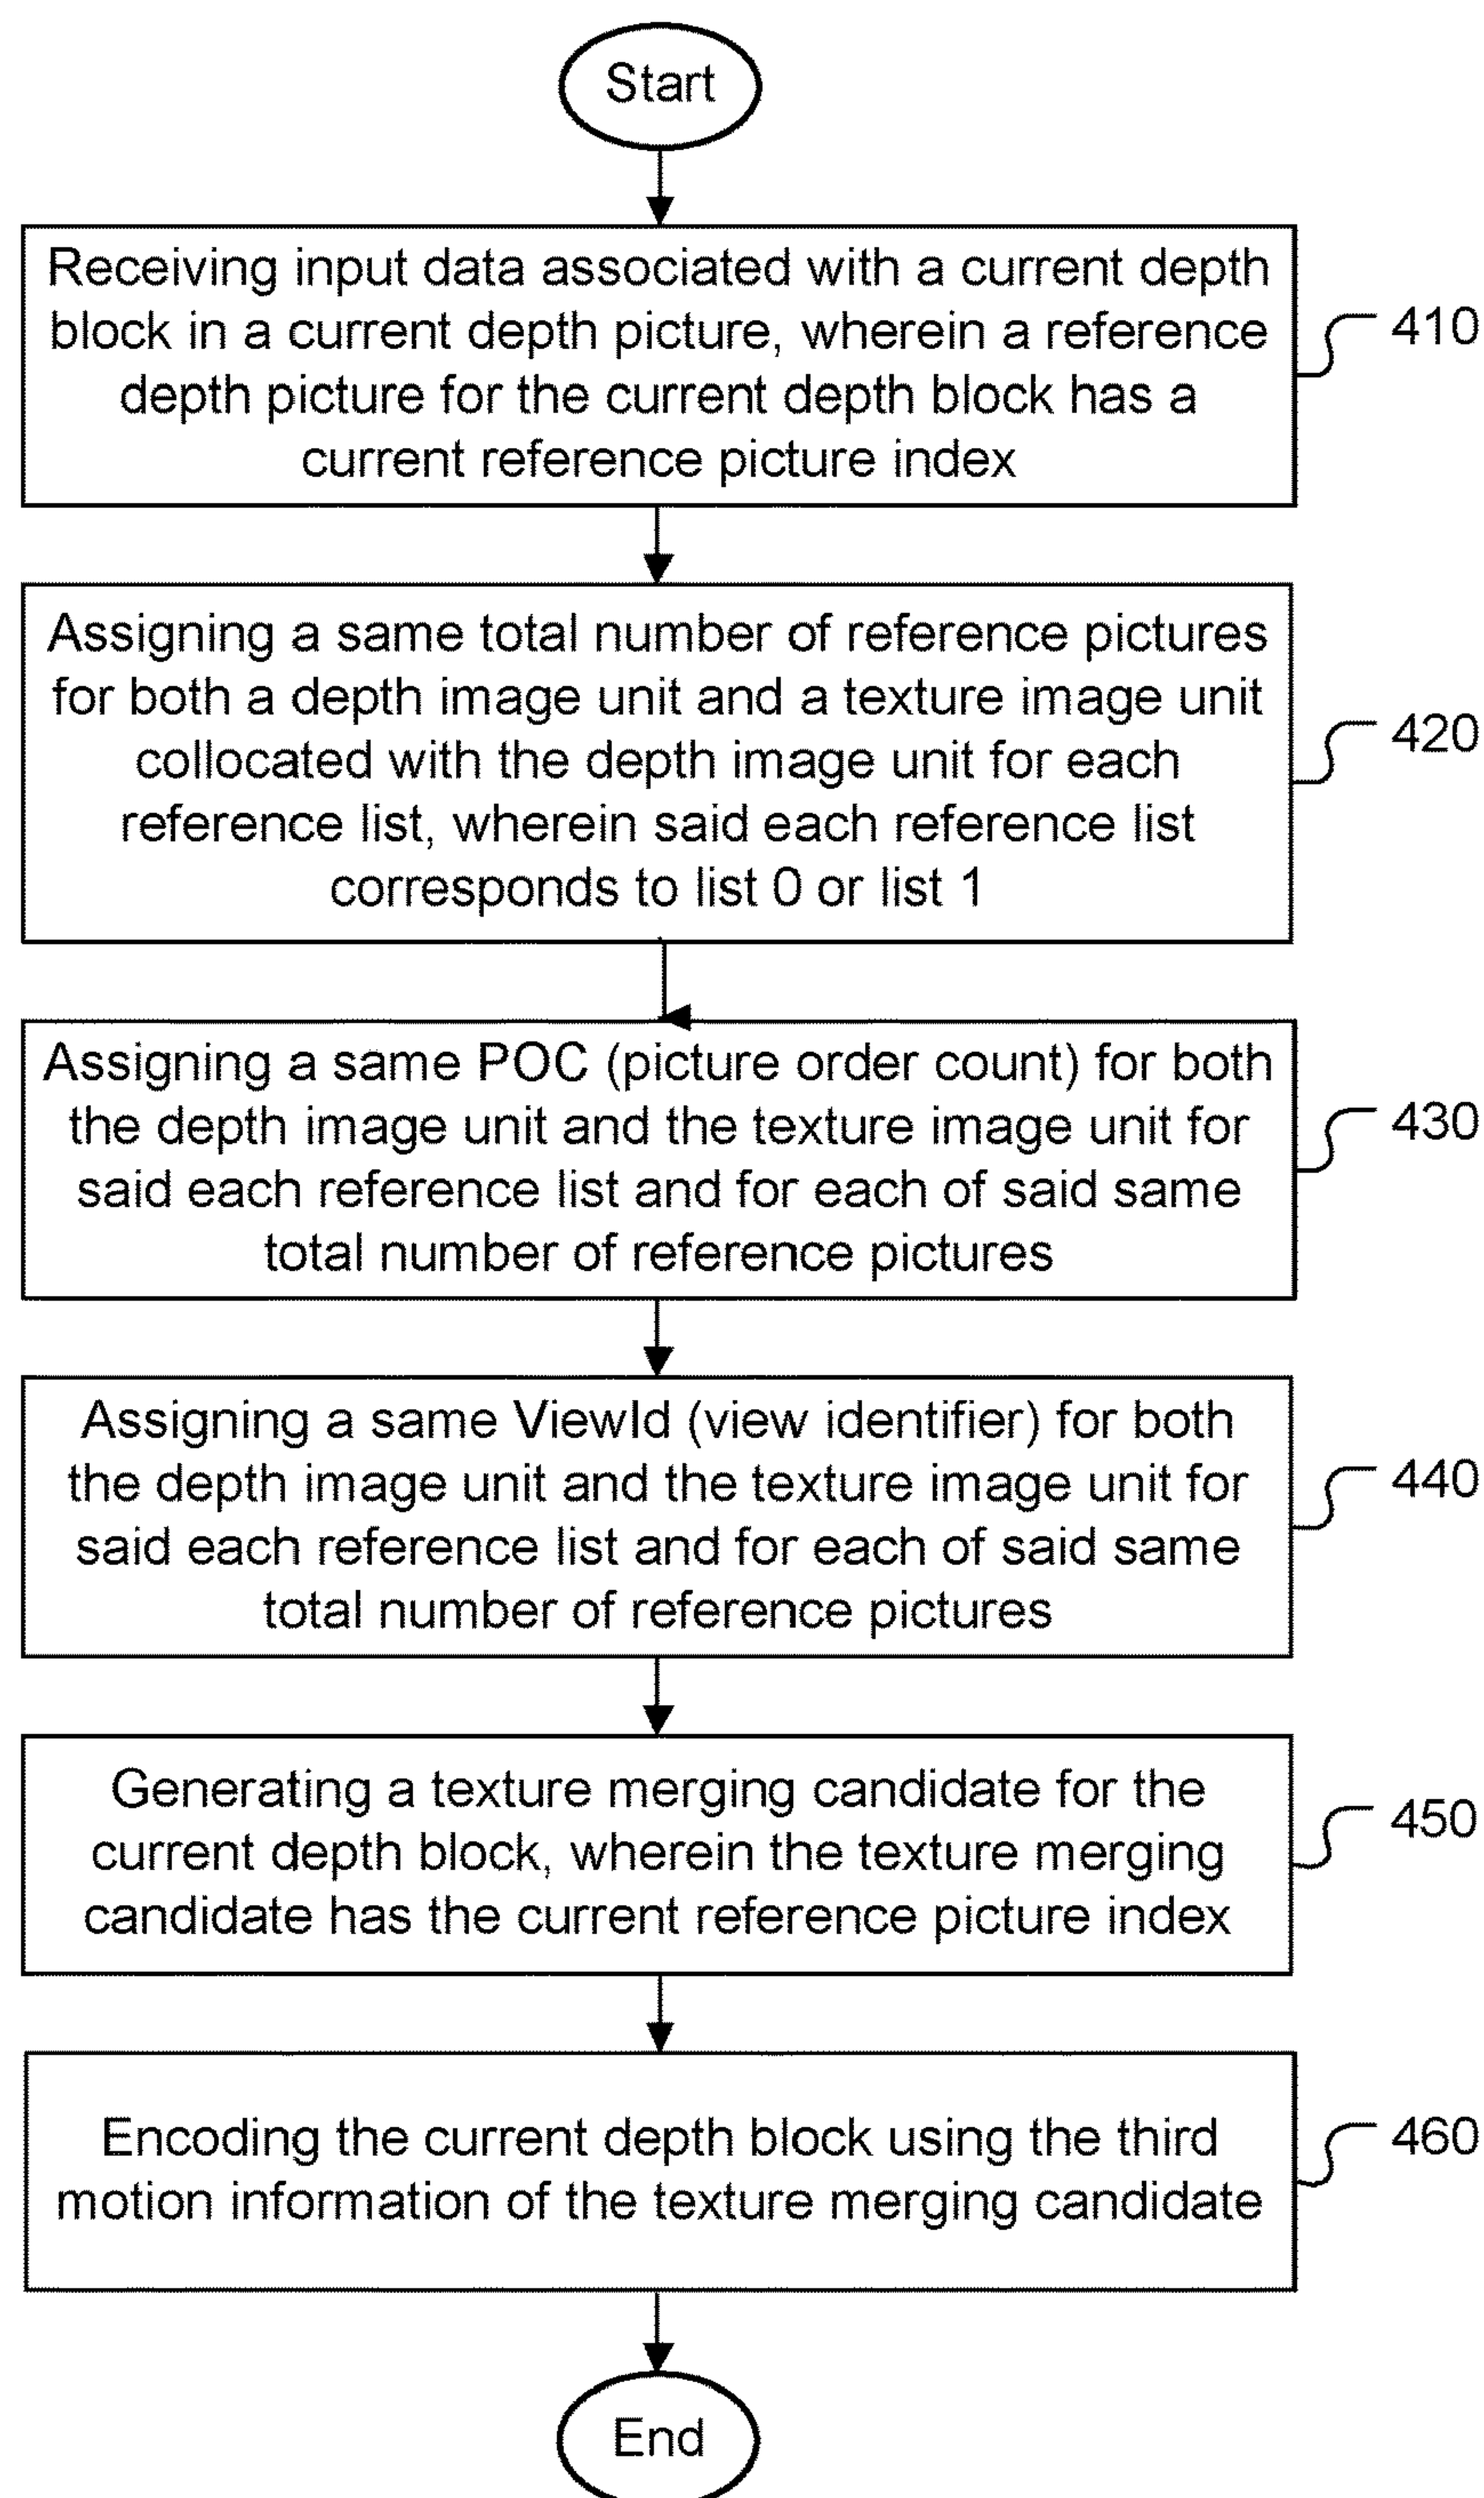 Start
Receiving input data associated with a current depth
block in a current depth picture, wherein a reference
depth picture for the current depth block has a
current reference picture index
410
Assigning a same total number of reference pictures
for both a depth image unit and a texture image unit
collocated with the depth image unit for each
reference list, wherein said each reference list
corresponds to list 0 or list 1
420
Assigning a same POC (picture order count) for both
the depth image unit and the texture image unit for
said each reference list and for each of said same
total number of reference pictures
430
Assigning a same ViewId (view identifier) for both
the depth image unit and the texture image unit for
said each reference list and for each of said same
total number of reference pictures
440
Generating a texture merging candidate for the
current depth block, wherein the texture merging
candidate has the current reference picture index
450
Encoding the current depth block using the third
motion information of the texture merging candidate
460
End